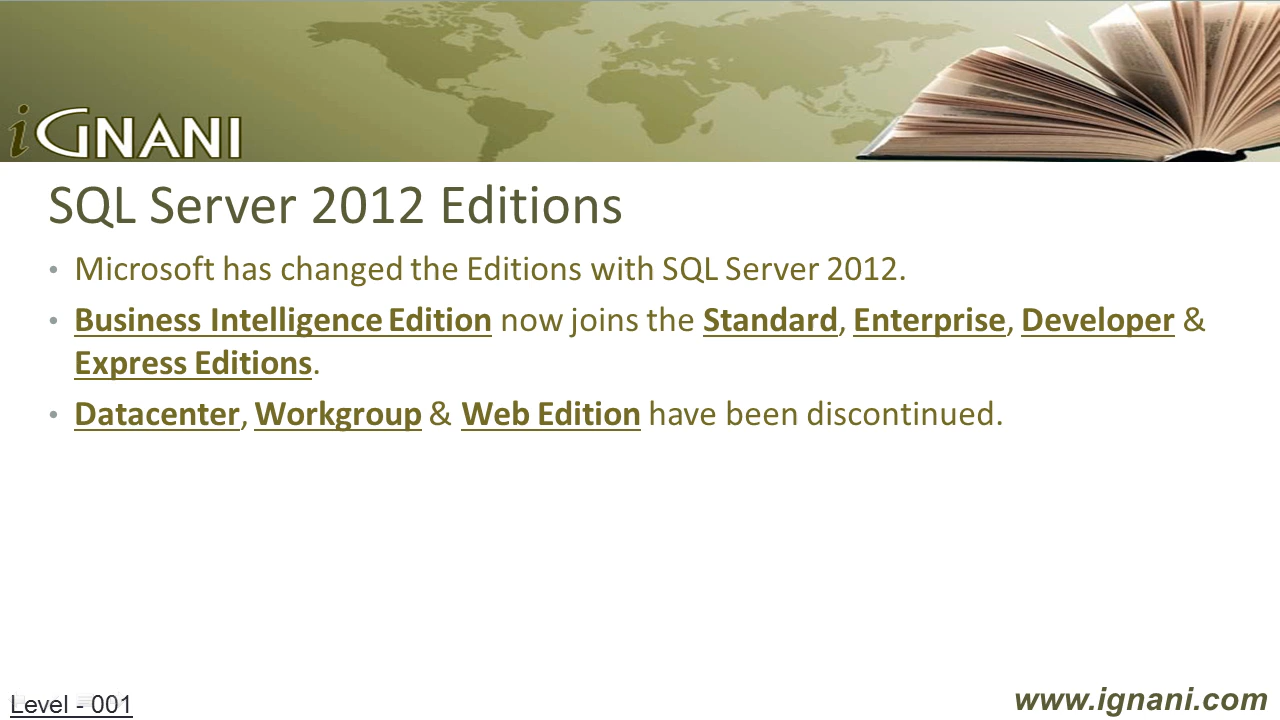 iGNANI
SQL Server 2012 Editions
• Microsoft has changed the Editions with SQL Server 2012.
• Business Intelligence Edition now joins the Standard, Enterprise, Developer &
Express Editions.
• Datacenter, Workgroup & Web Edition have been discontinued.
Level - 001
www.ignani.com